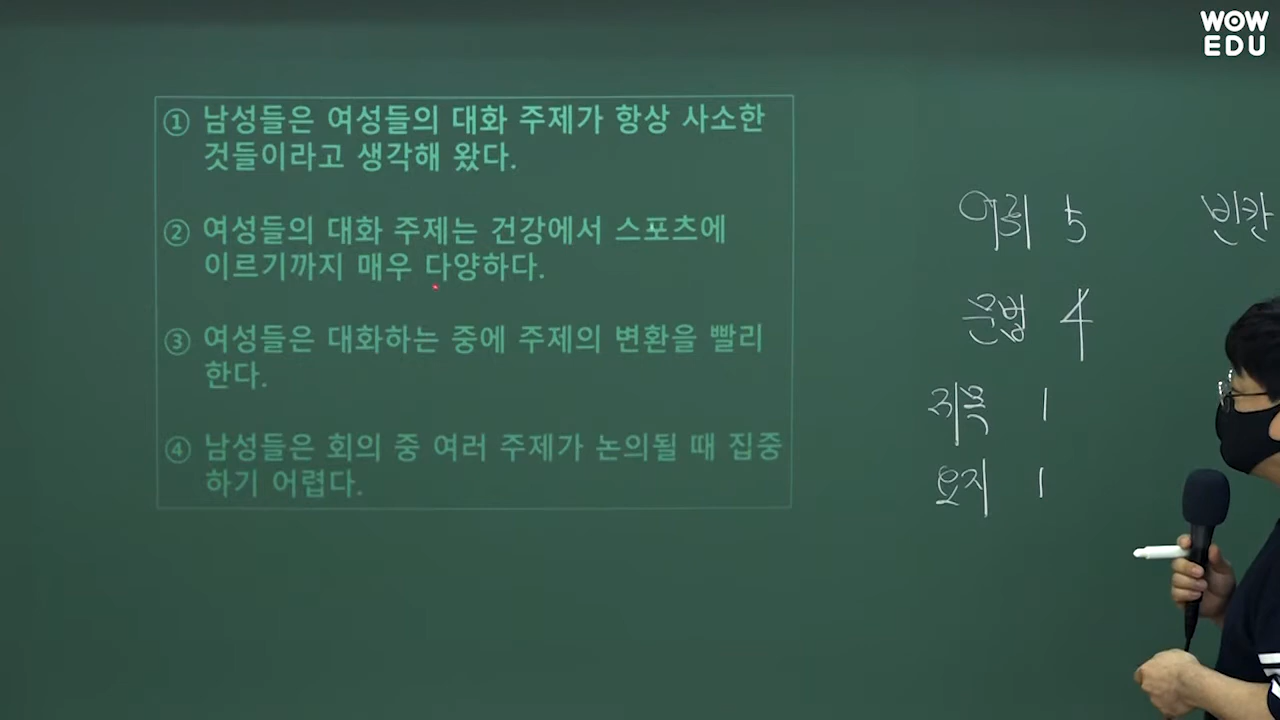 WOW
EDU
① 남성들은 여성들의 대화 주제가 항상 사소한
것들이라고 생각해 왔다.
② 여성들의 대화 주제는 건강에서 스포츠에
이르기까지 매우 다양하다.
③ 여성들은 대화하는 중에 주제의 변환을 빨리
한다.
④ 남성들은 회의 중 여러 주제가 논의될 때 집중
하기 어렵다.
어휘 5
빈칸
문법 4
제목 1
요지 1